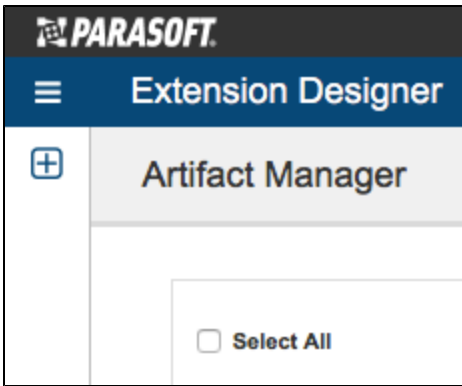 PARASOFT.
Extension Designer
Artifact Manager
Select All